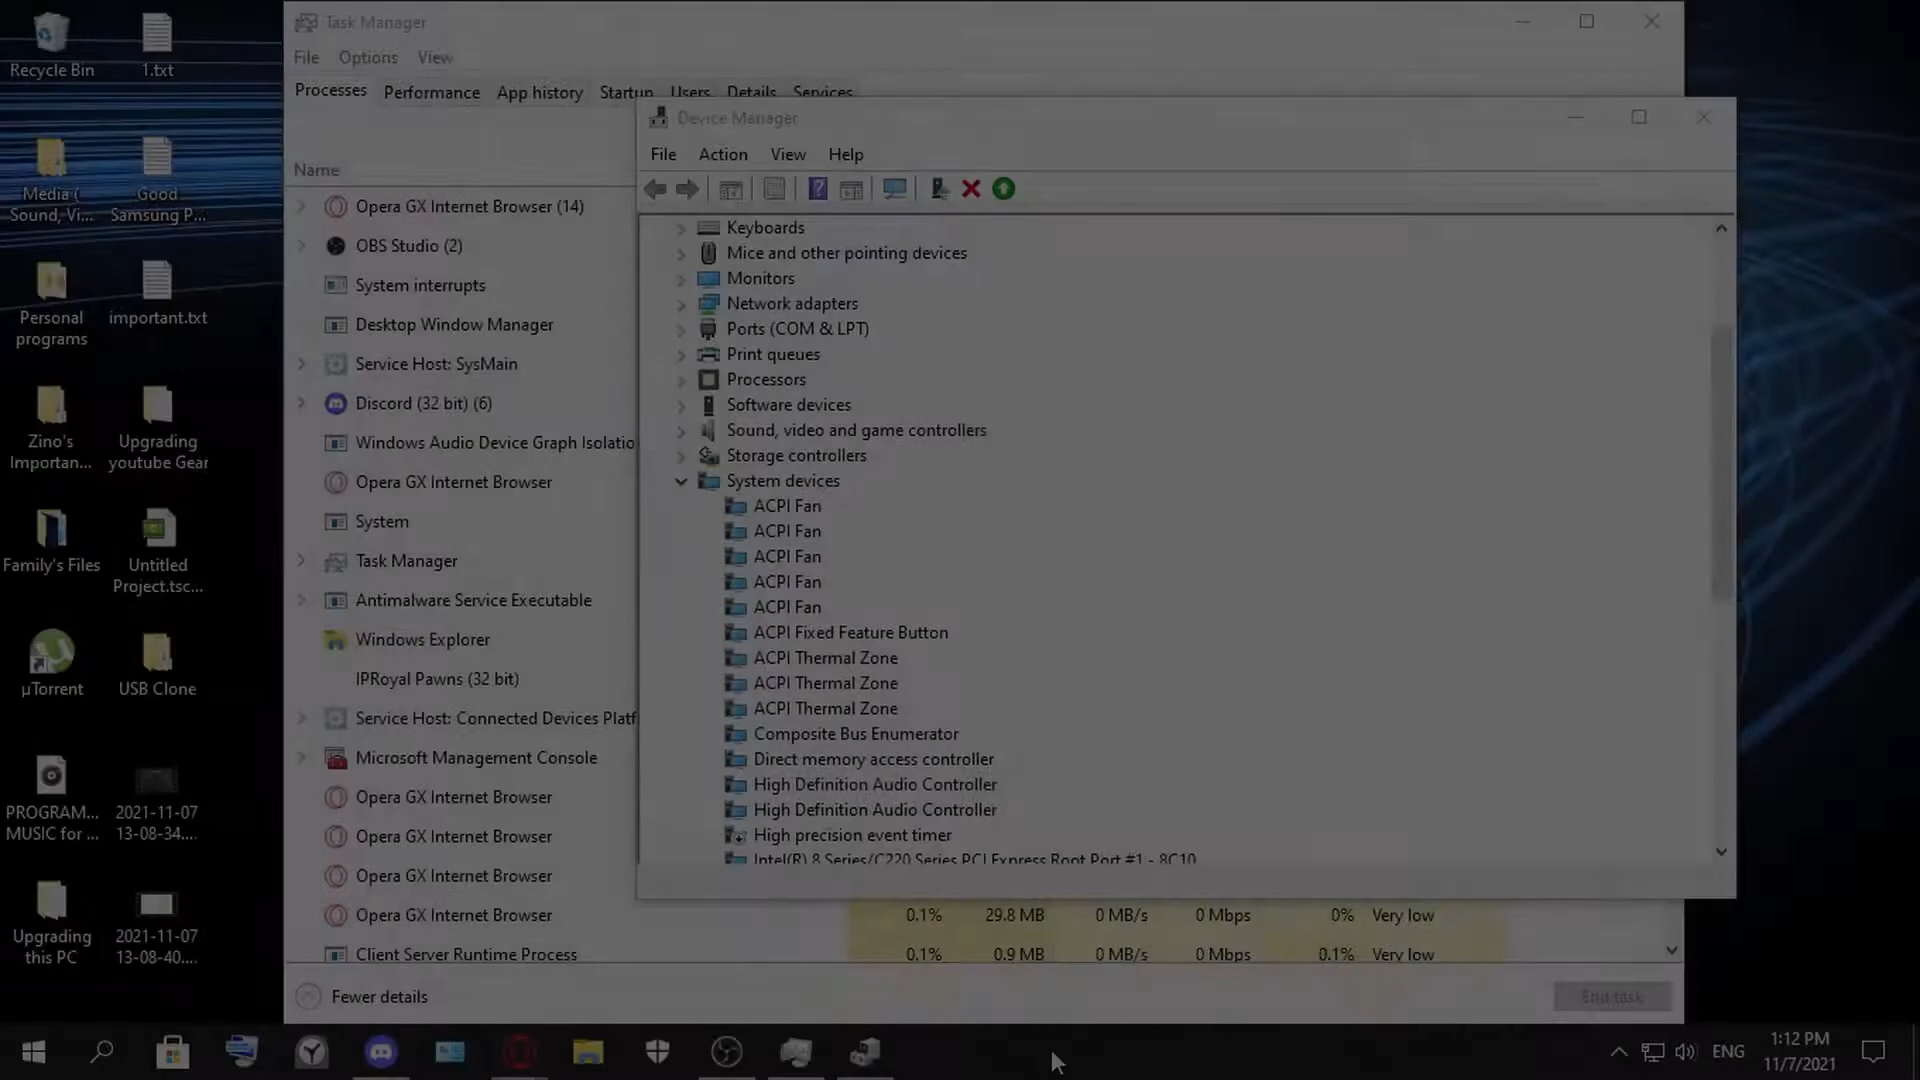 Recycle Bin
1.txt
Media (
Sound, Vi...
Good
Samsung P...
Personal
programs
important.txt
Zino's
Importan...
Upgrading
youtube Gear
Family's Files
Untitled
Project.tsc...
µTorrent
USB Clone
PROGRAM...
MUSIC for ...
2021-11-07
13-08-34....
Upgrading
this PC
2021-11-07
13-08-40....
Task Manager
File Options View
Processes Performance App history Startup Users Details Services
Name
Opera GX Internet Browser (14)
OBS Studio (2)
System interrupts
Desktop Window Manager
Service Host: SysMain
Discord (32 bit) (6)
Windows Audio Device Graph Isolatio
Opera GX Internet Browser
System
Task Manager
Antimalware Service Executable
Windows Explorer
IPRoyal Pawns (32 bit)
Service Host: Connected Devices Platf
Microsoft Management Console
Opera GX Internet Browser
Opera GX Internet Browser
Opera GX Internet Browser
Opera GX Internet Browser 0.1% 29.8 MB 0 MB/s 0 Mbps 0% Very low
Client Server Runtime Process 0.1% 0.9 MB 0 MB/s 0 Mbps 0.1% Very low
Fewer details
End task
Device Manager
File Action View Help
Keyboards
Mice and other pointing devices
Monitors
Network adapters
Ports (COM & LPT)
Print queues
Processors
Software devices
Sound, video and game controllers
Storage controllers
System devices
ACPI Fan
ACPI Fan
ACPI Fan
ACPI Fan
ACPI Fan
ACPI Fixed Feature Button
ACPI Thermal Zone
ACPI Thermal Zone
ACPI Thermal Zone
Composite Bus Enumerator
Direct memory access controller
High Definition Audio Controller
High Definition Audio Controller
High precision event timer
Intel(R) 8 Series/C220 Series PCI Express Root Port #1 - 8C10
ENG
1:12 PM
11/7/2021